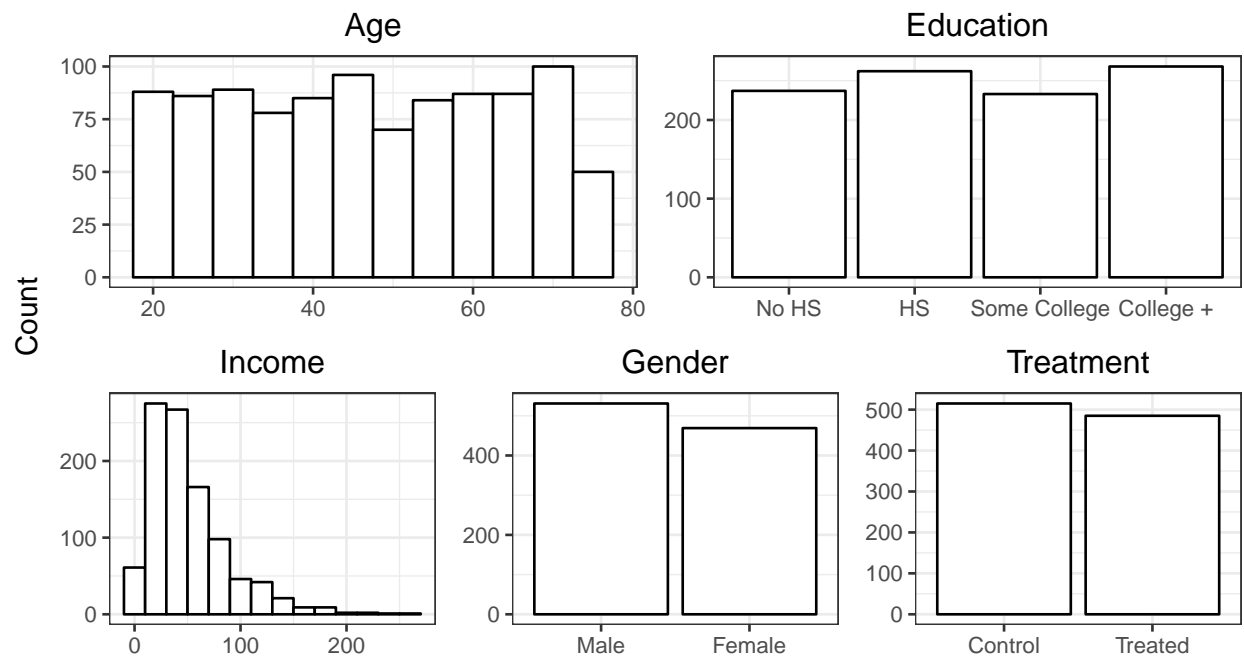 Age
100
75
50
25
0
20 40 60 80
Education
200
100
0
No HS HS Some College College +
Count
Income
200
100
0
0 100 200
Gender
400
200
0
Male Female
Treatment
500
400
300
200
100
0
Control Treated